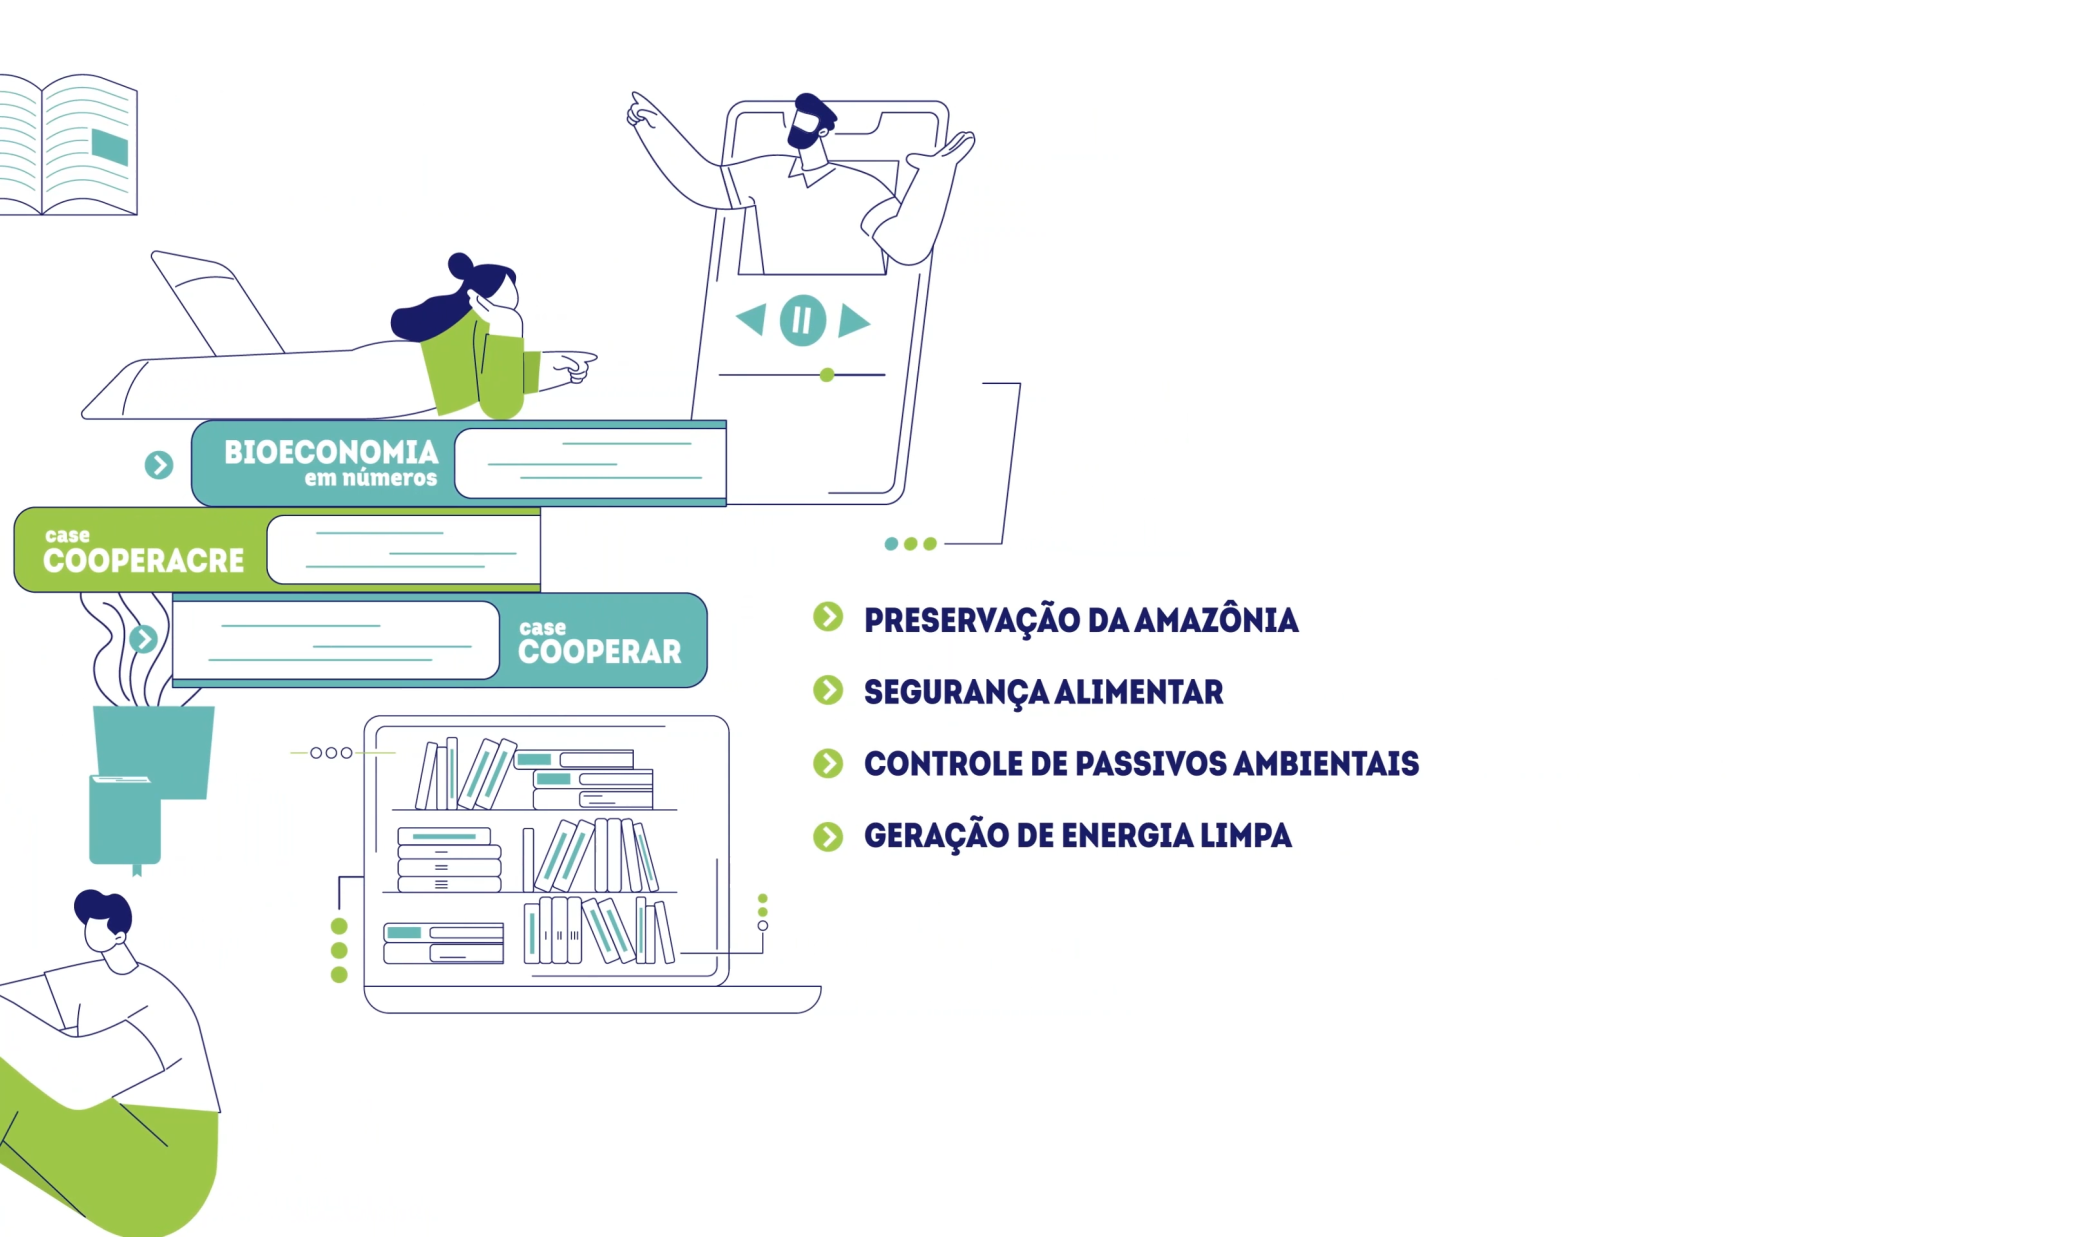 BIOECONOMIA
em números
case
COOPERACRE
case
COOPERAR
PRESERVAÇÃO DA AMAZÔNIA
SEGURANÇA ALIMENTAR
CONTROLE DE PASSIVOS AMBIENTAIS
GERAÇÃO DE ENERGIA LIMPA